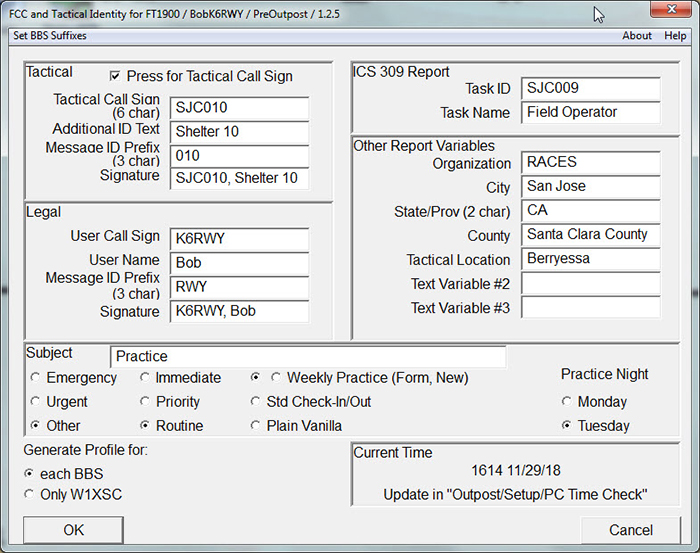 FCC and Tactical Identity for FT1900 / BobK6RWY / PreOutpost / 1.2.5
Set BBS Suffixes
About Help
Tactical
Press for Tactical Call Sign
Tactical Call Sign
(6 char)
SJC010
Additional ID Text
Shelter 10
Message ID Prefix
(3 char)
010
Signature
SJC010, Shelter 10
Legal
User Call Sign
K6RWY
User Name
Bob
Message ID Prefix
(3 char)
RWY
Signature
K6RWY, Bob
ICS 309 Report
Task ID
SJC009
Task Name
Field Operator
Other Report Variables
Organization
RACES
City
San Jose
State/Prov (2 char)
CA
County
Santa Clara County
Tactical Location
Berryessa
Text Variable #2
Text Variable #3
Subject
Practice
Emergency
Immediate
Weekly Practice (Form, New)
Practice Night
Urgent
Priority
Std Check-In/Out
Monday
Other
Routine
Plain Vanilla
Tuesday
Generate Profile for:
each BBS
Only W1XSC
Current Time
1614 11/29/18
Update in "Outpost/Setup/PC Time Check"
OK
Cancel